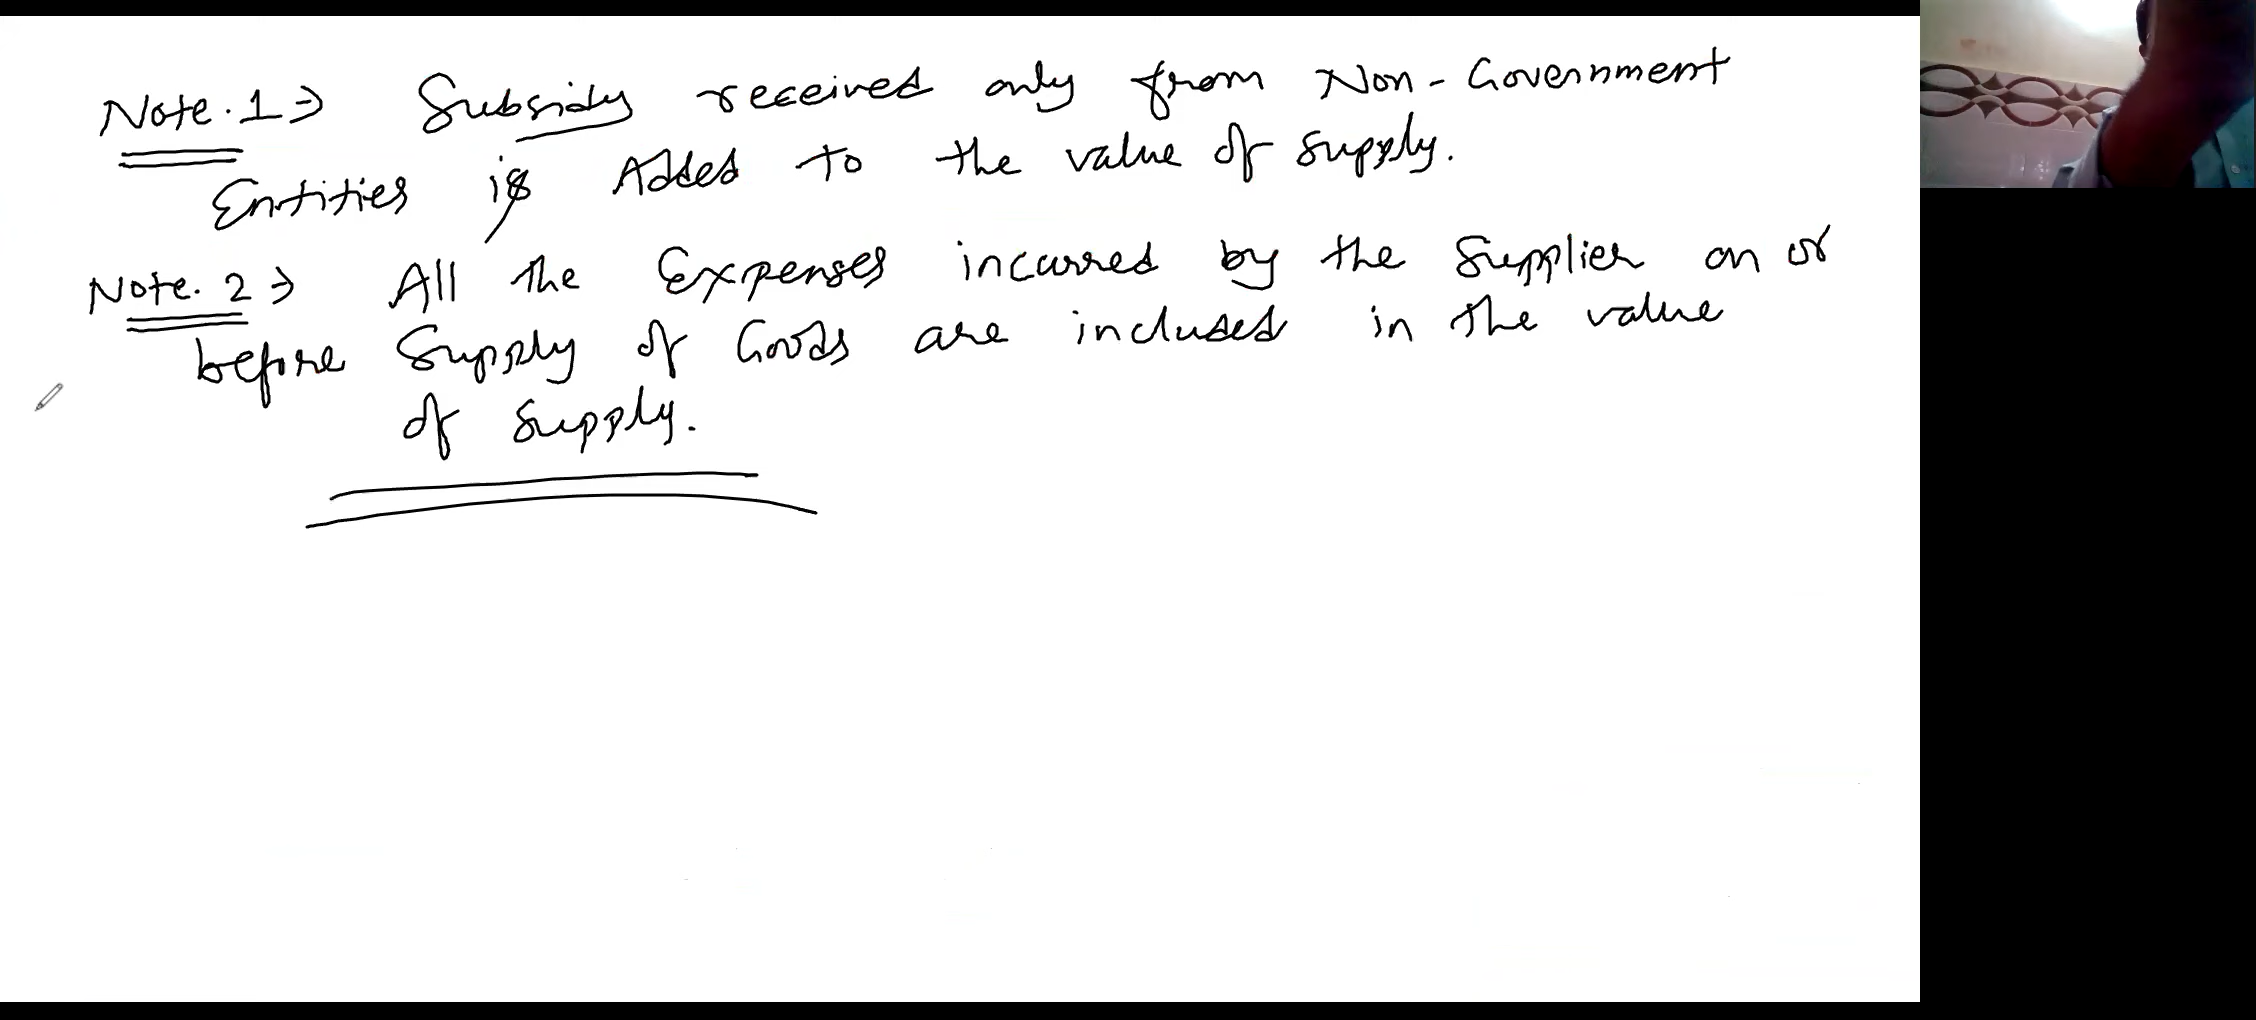 Note.1⇒ Subsidy received only from Non-Government
Entities is Added to the value of supply.
Note.2⇒ All the Expenses incurred by the Supplier on or
before Supply of Goods are included in the value
of supply.